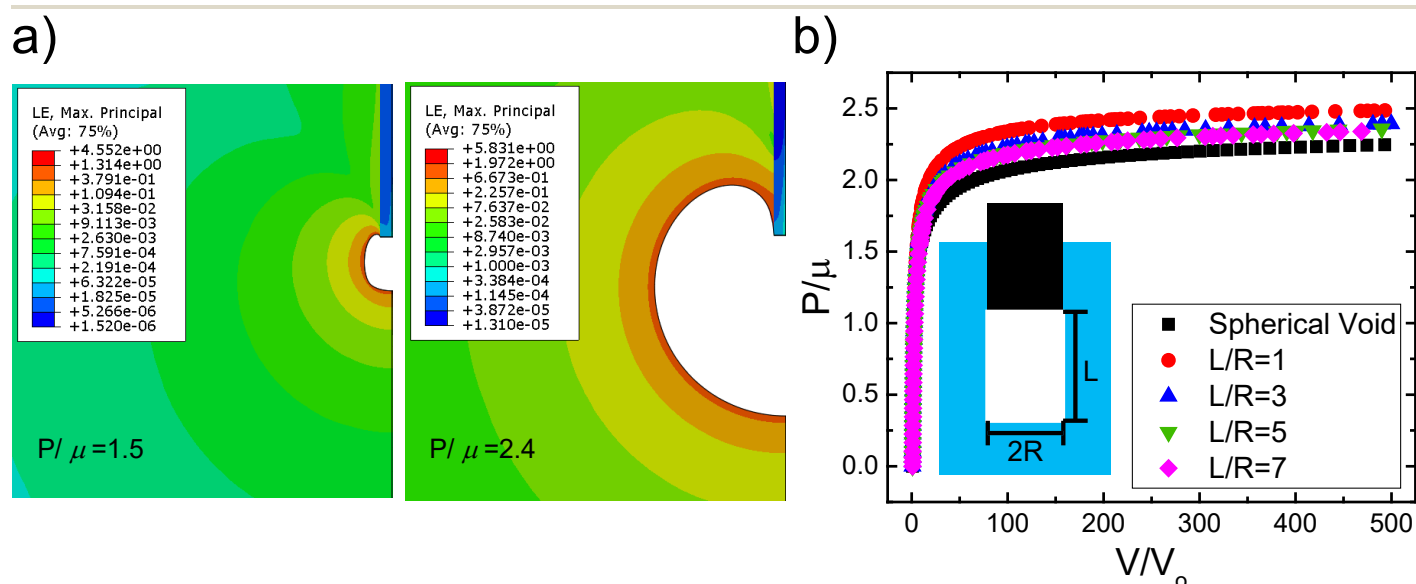 a)
LE, Max. Principal
(Avg: 75%)
+4.552e+00
+1.314e+00
+3.791e-01
+1.094e-01
+3.158e-02
+9.113e-03
+2.630e-03
+7.591e-04
+2.191e-04
+6.322e-05
+1.825e-05
+5.266e-06
+1.520e-06
P/ μ =1.5
LE, Max. Principal
(Avg: 75%)
+5.831e+00
+1.972e+00
+6.673e-01
+2.257e-01
+7.637e-02
+2.583e-02
+8.740e-03
+2.957e-03
+1.000e-03
+3.384e-04
+1.145e-04
+3.872e-05
+1.310e-05
P/ μ =2.4
b)
P/μ
2.5
2.0
1.5
1.0
0.5
0.0
L
2R
Spherical Void
L/R=1
L/R=3
L/R=5
L/R=7
0 100 200 300 400 500
V/V₀